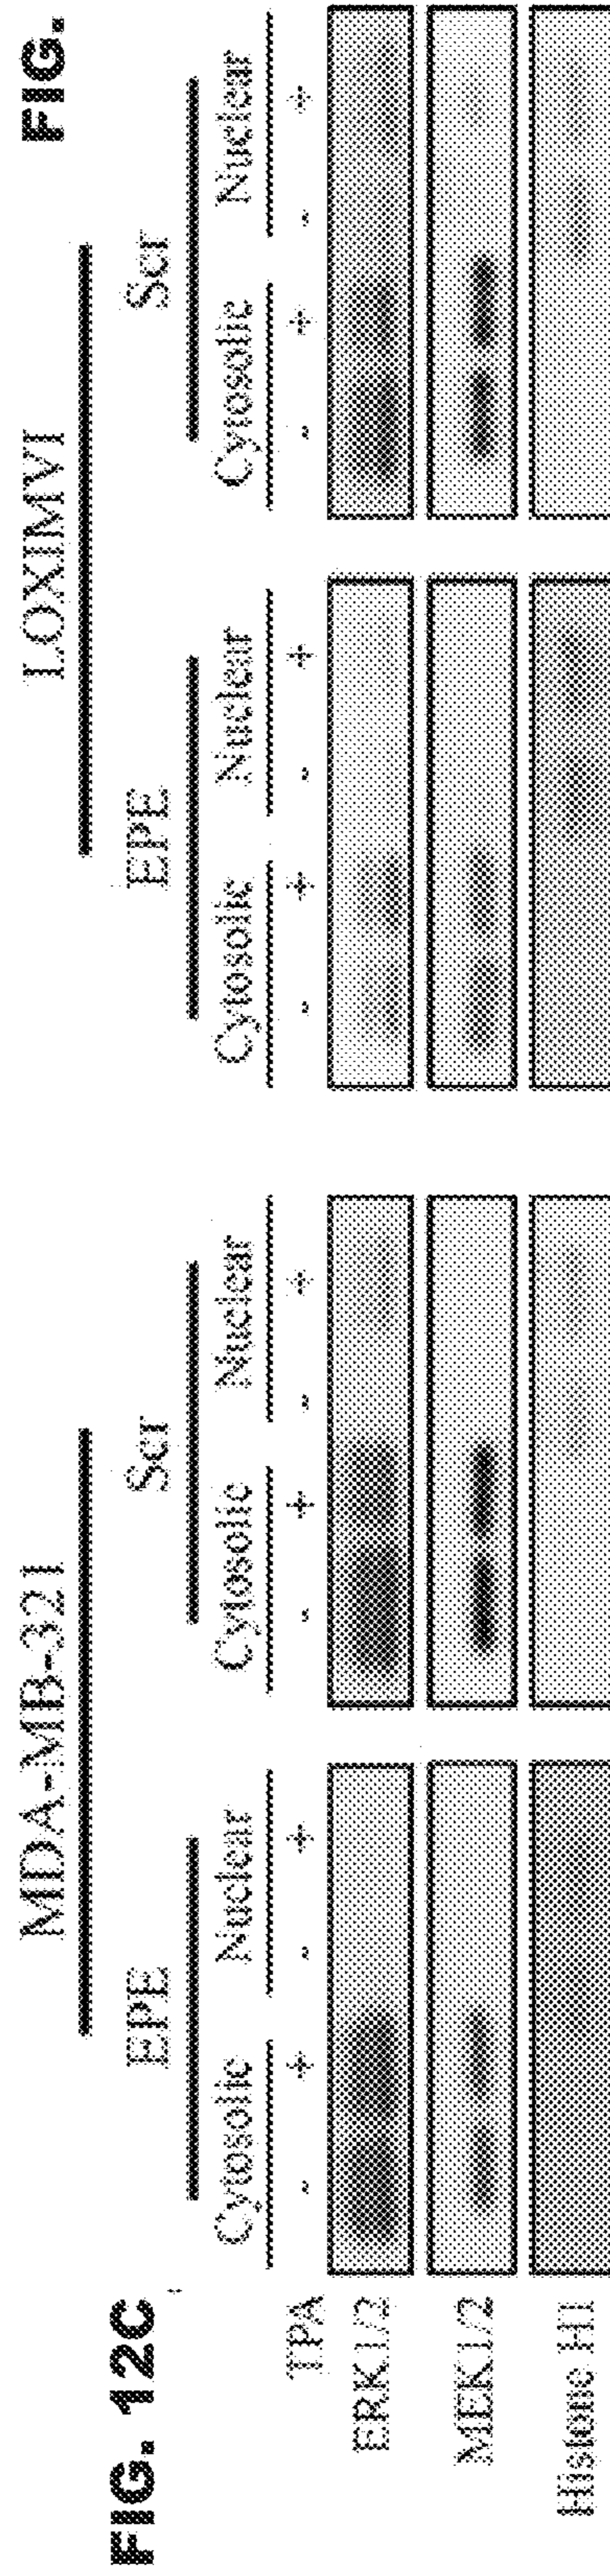 FIG. 12C
FIG.
MDA-MB-321 LOXIMVI
EPE Scr EPE Scr
Cytosolic Nuclear Cytosolic Nuclear Cytosolic Nuclear Cytosolic Nuclear
TPA - + - + - + - + - + - + - + - +
ERK1/2
MEK1/2
Histone H1